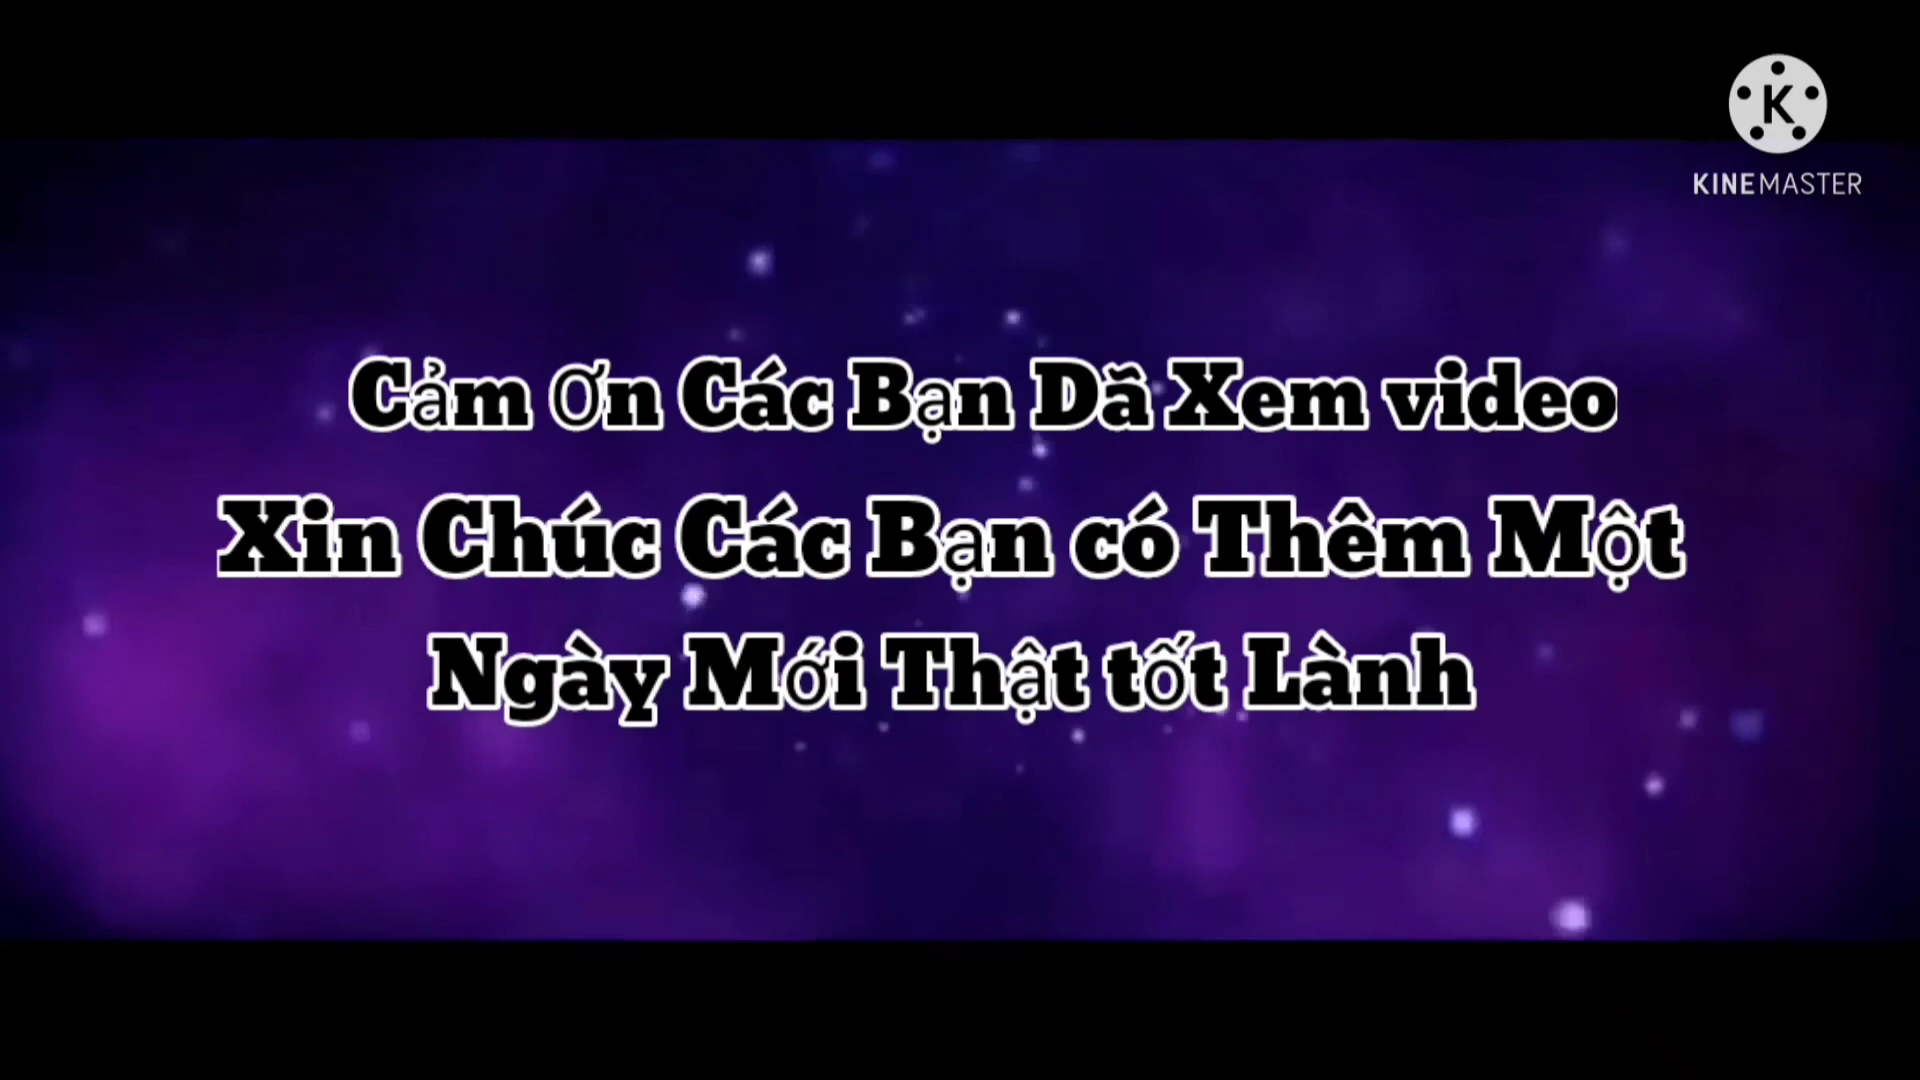 KINEMASTER
Cảm Ơn Các Bạn Dã Xem video
Xin Chúc Các Bạn có Thêm Một
Ngày Mới Thật tốt Lành